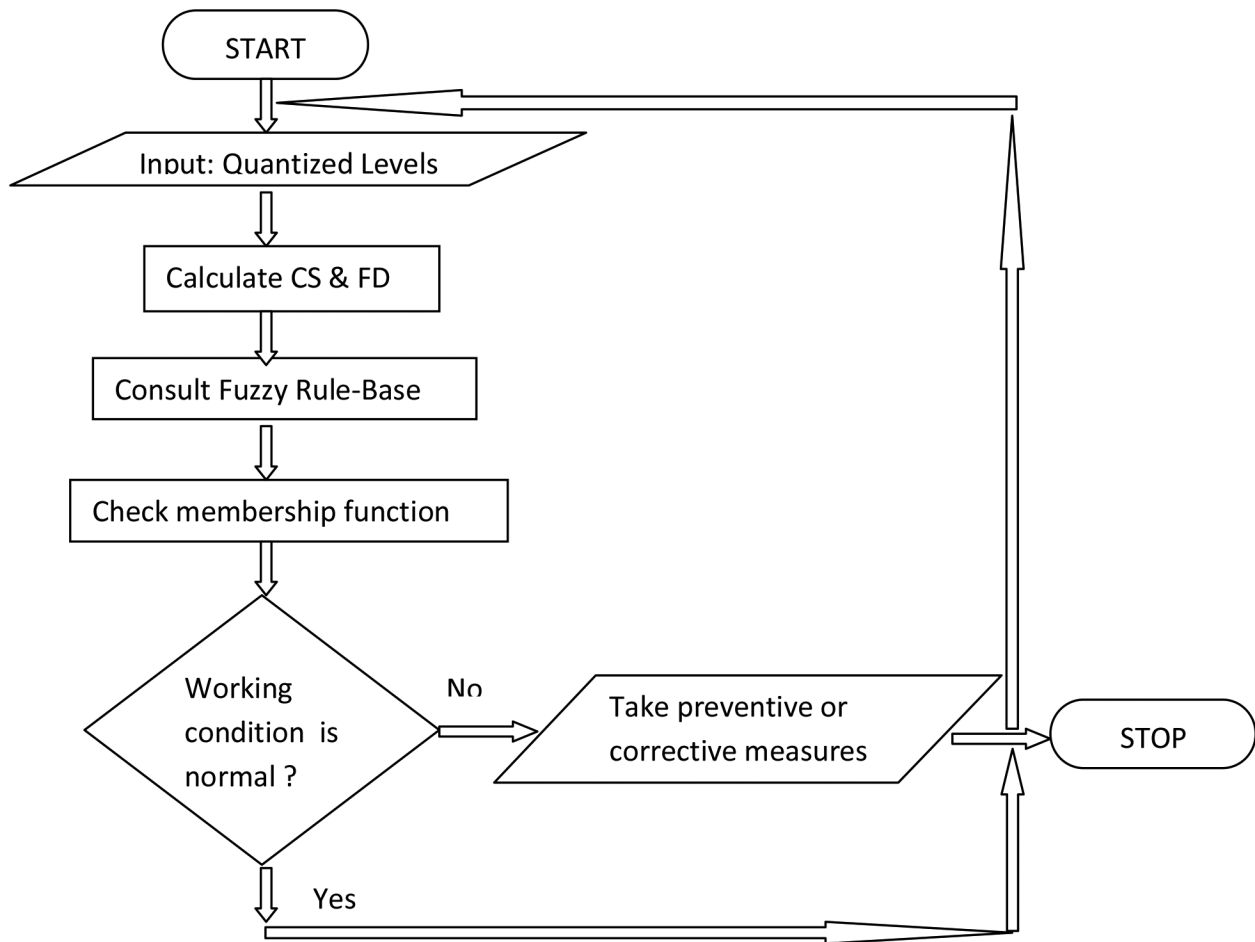 START
Input: Quantized Levels
Calculate CS & FD
Consult Fuzzy Rule-Base
Check membership function
Working
condition is
normal ?
No
Take preventive or
corrective measures
STOP
Yes